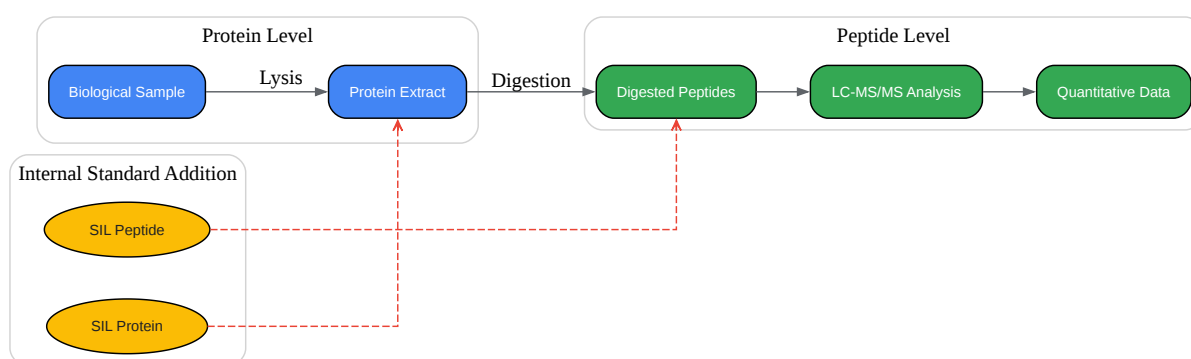 Protein Level
Peptide Level
Biological Sample
Lysis
Protein Extract
Digestion
Digested Peptides
LC-MS/MS Analysis
Quantitative Data
Internal Standard Addition
SIL Peptide
SIL Protein